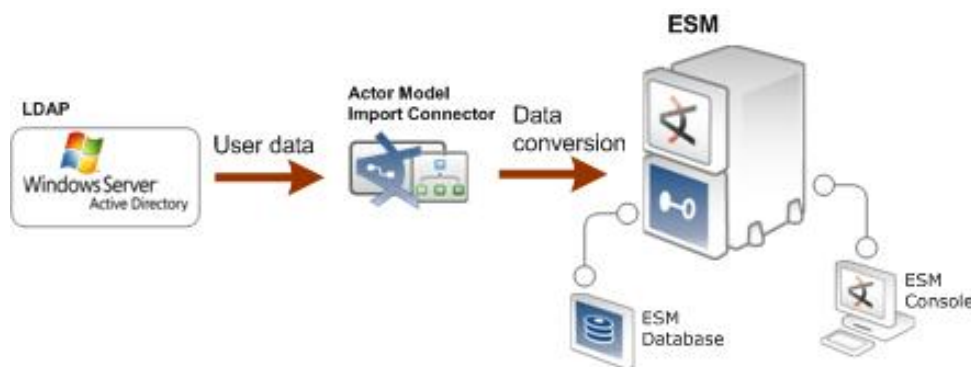 ESM
LDAP
Windows Server
Active Directory
User data
Actor Model
Import Connector
Data
conversion
ESM
Database
ESM
Console